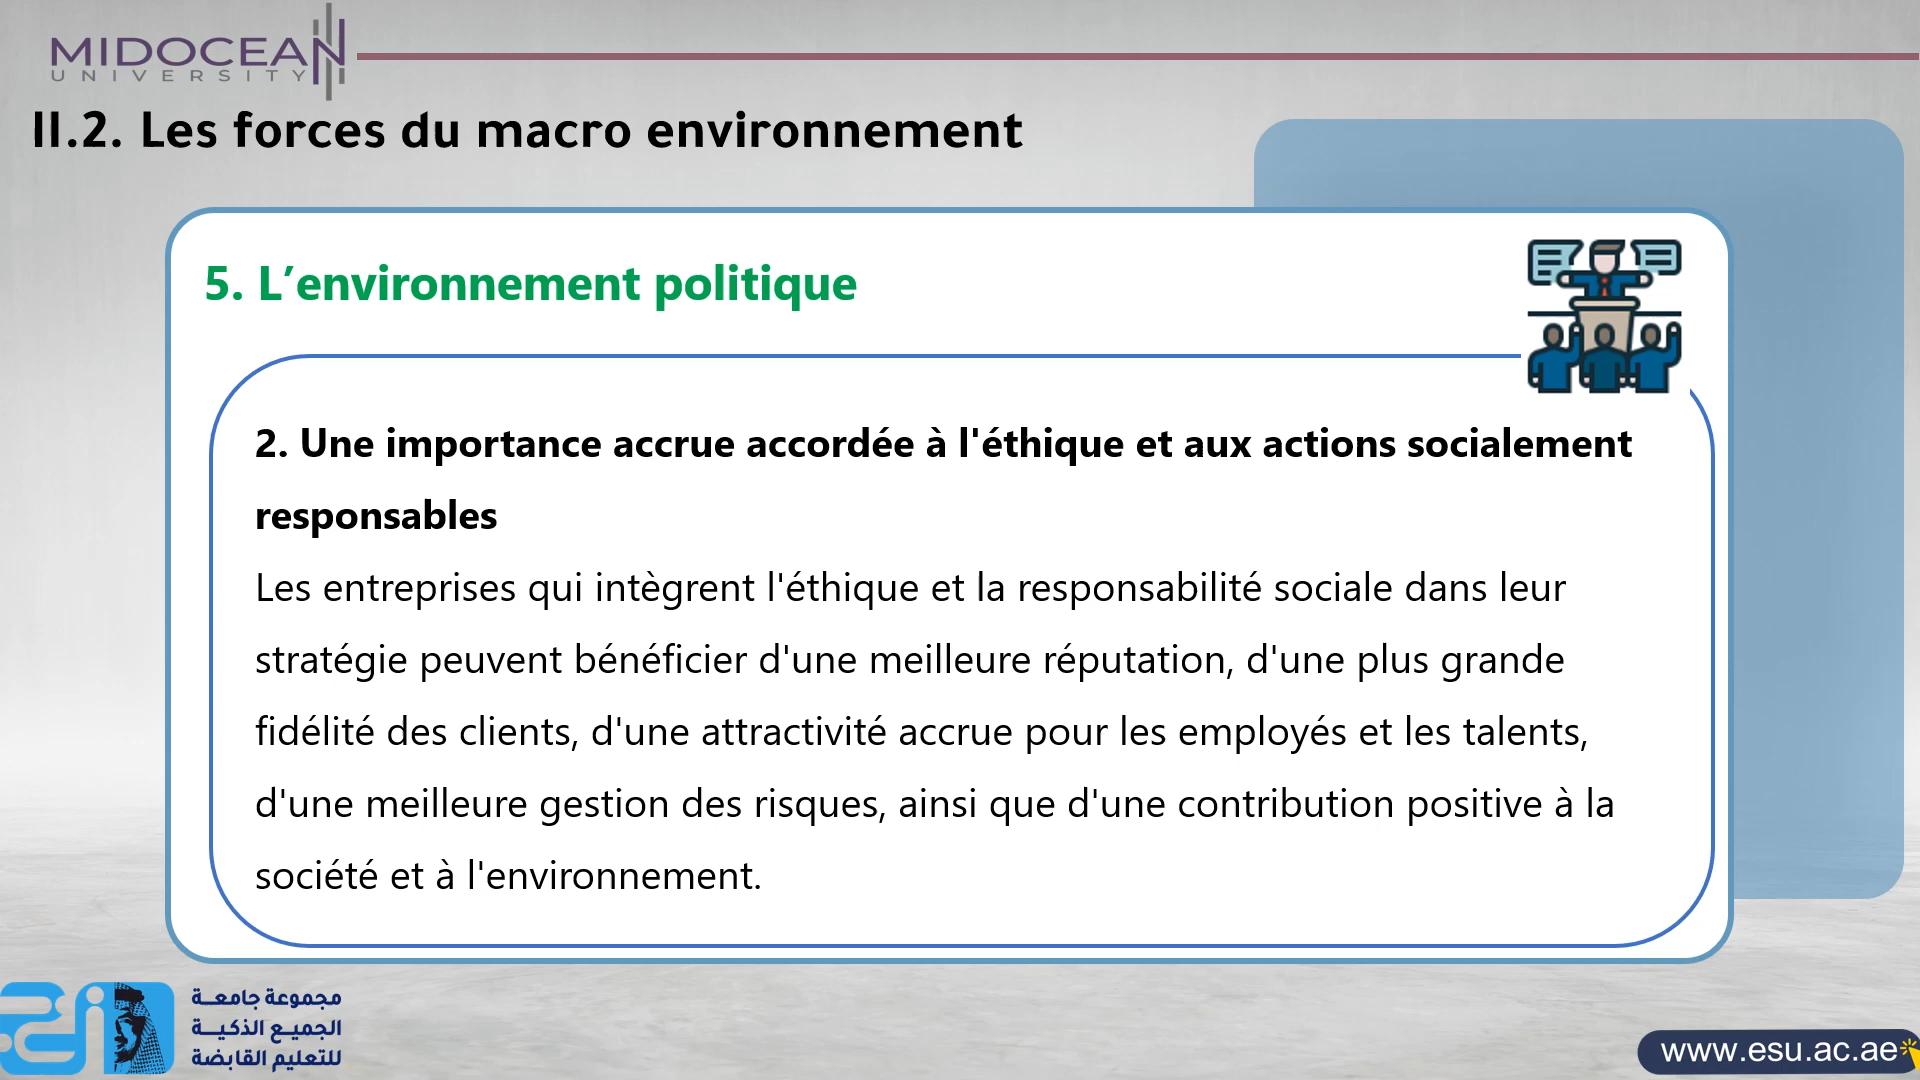 MIDOCEAN
UNIVERSITY
II.2. Les forces du macro environnement
5. L’environnement politique
2. Une importance accrue accordée à l'éthique et aux actions socialement
responsables
Les entreprises qui intègrent l'éthique et la responsabilité sociale dans leur
stratégie peuvent bénéficier d'une meilleure réputation, d'une plus grande
fidélité des clients, d'une attractivité accrue pour les employés et les talents,
d'une meilleure gestion des risques, ainsi que d'une contribution positive à la
société et à l'environnement.
مجموعة جامعـــة
الجميـــع الذكيـــة
للتعليم القابضة
www.esu.ac.ae